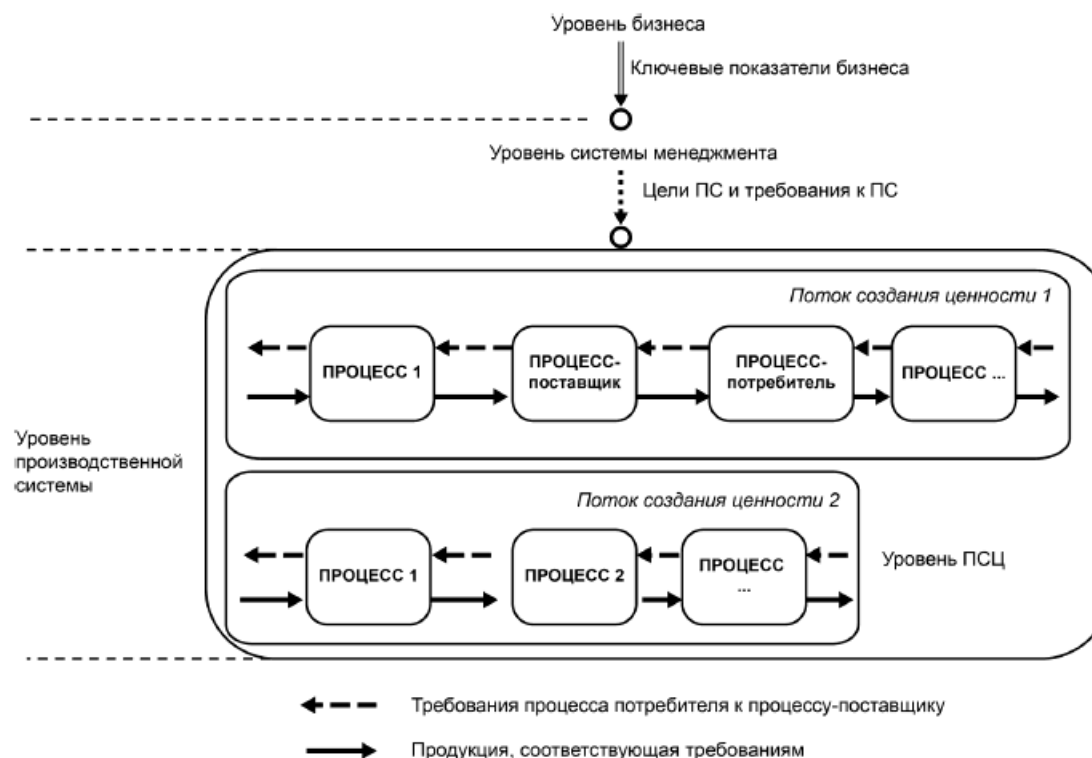 Уровень бизнеса
Ключевые показатели бизнеса
Уровень системы менеджмента
Цели ПС и требования к ПС
Поток создания ценности 1
ПРОЦЕСС 1
ПРОЦЕСС-
поставщик
ПРОЦЕСС-
потребитель
ПРОЦЕСС ...
Уровень
производственной
системы
Поток создания ценности 2
ПРОЦЕСС 1
ПРОЦЕСС 2
ПРОЦЕСС
...
Уровень ПСЦ
Требования процесса потребителя к процессу-поставщику
Продукция, соответствующая требованиям